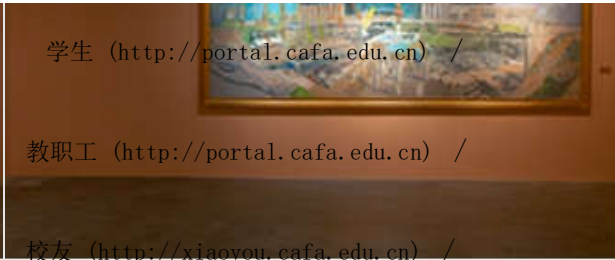 学生 (http://portal.cafa.edu.cn) /
教职工 (http://portal.cafa.edu.cn) /
校友 (http://xiaoyou.cafa.edu.cn) /